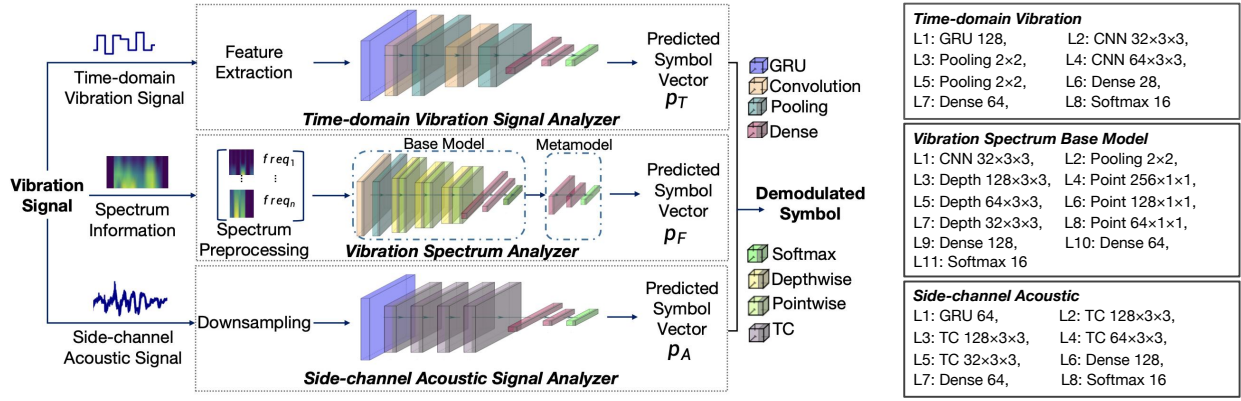 Vibration
Signal
Time-domain
Vibration Signal
Feature
Extraction
Time-domain Vibration Signal Analyzer
Predicted
Symbol
Vector
p_T
Spectrum
Information
freq₁
⋮
⋮
freqₙ
Spectrum
Preprocessing
Base Model
Metamodel
Vibration Spectrum Analyzer
Predicted
Symbol
Vector
p_F
Side-channel
Acoustic Signal
Downsampling
Side-channel Acoustic Signal Analyzer
Predicted
Symbol
Vector
p_A
GRU
Convolution
Pooling
Dense
Demodulated
Symbol
Softmax
Depthwise
Pointwise
TC
Time-domain Vibration
L1: GRU 128, L2: CNN 32×3×3,
L3: Pooling 2×2, L4: CNN 64×3×3,
L5: Pooling 2×2, L6: Dense 28,
L7: Dense 64, L8: Softmax 16
Vibration Spectrum Base Model
L1: CNN 32×3×3, L2: Pooling 2×2,
L3: Depth 128×3×3, L4: Point 256×1×1,
L5: Depth 64×3×3, L6: Point 128×1×1,
L7: Depth 32×3×3, L8: Point 64×1×1,
L9: Dense 128, L10: Dense 64,
L11: Softmax 16
Side-channel Acoustic
L1: GRU 64, L2: TC 128×3×3,
L3: TC 128×3×3, L4: TC 64×3×3,
L5: TC 32×3×3, L6: Dense 128,
L7: Dense 64, L8: Softmax 16